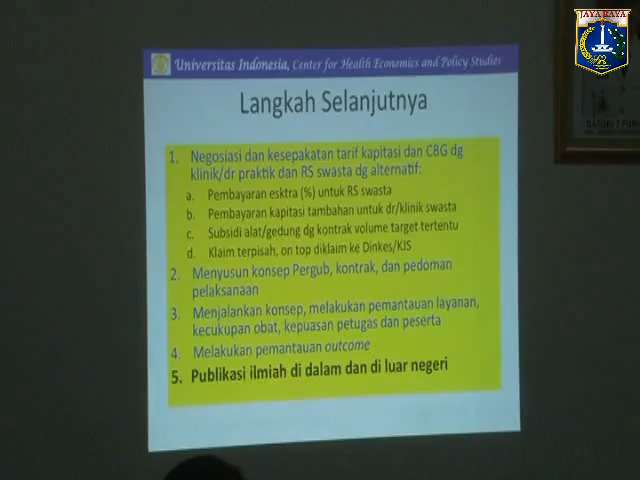 JAYA RAYA
Universitas Indonesia, Center for Health Economics and Policy Studies
Langkah Selanjutnya
1. Negosiasi dan kesepakatan tarif kapitasi dan CBG dg
klinik/dr praktik dan RS swasta dg alternatif:
a. Pembayaran esktra (%) untuk RS swasta
b. Pembayaran kapitasi tambahan untuk dr/klinik swasta
c. Subsidi alat/gedung dg kontrak volume target tertentu
d. Klaim terpisah, on top diklaim ke Dinkes/KJS
2. Menyusun konsep Pergub, kontrak, dan pedoman
pelaksanaan
3. Menjalankan konsep, melakukan pemantauan layanan,
kecukupan obat, kepuasan petugas dan peserta
4. Melakukan pemantauan outcome
5. Publikasi ilmiah di dalam dan di luar negeri